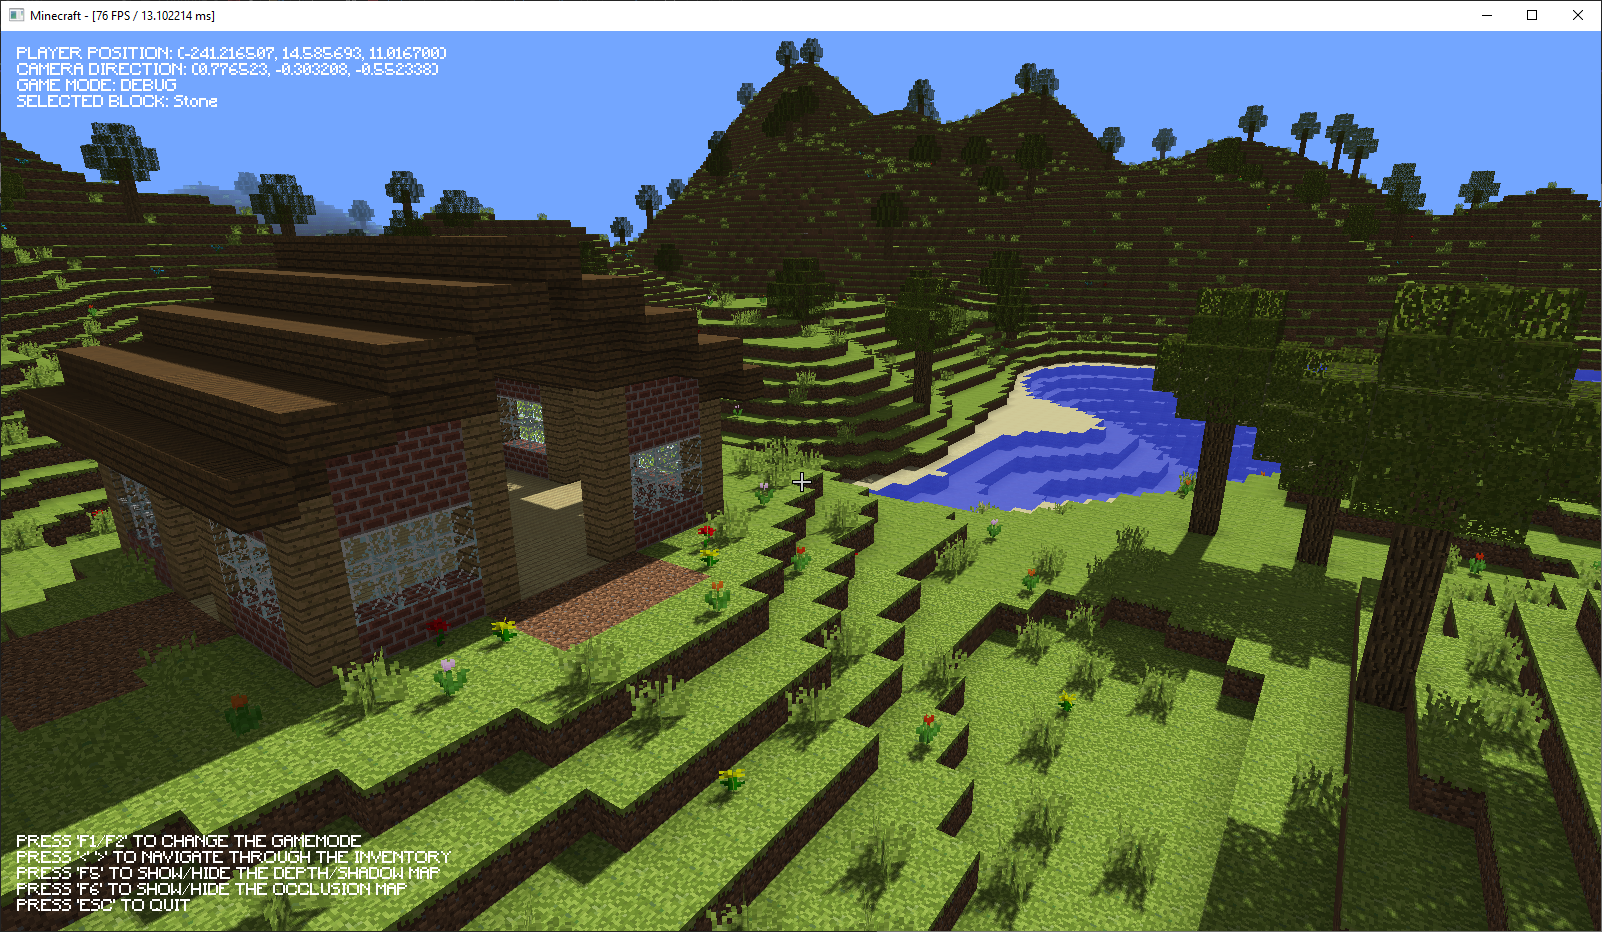 Minecraft - [76 FPS / 13.102214 ms]
PLAYER POSITION: (-241.216507, 14.585693, 11.016700)
CAMERA DIRECTION: (0.776523, -0.303208, -0.552338)
GAME MODE: DEBUG
SELECTED BLOCK: Stone
PRESS 'F1/F2' TO CHANGE THE GAMEMODE
PRESS '<' '>' TO NAVIGATE THROUGH THE INVENTORY
PRESS 'F5' TO SHOW/HIDE THE DEPTH/SHADOW MAP
PRESS 'F6' TO SHOW/HIDE THE OCCLUSION MAP
PRESS 'ESC' TO QUIT